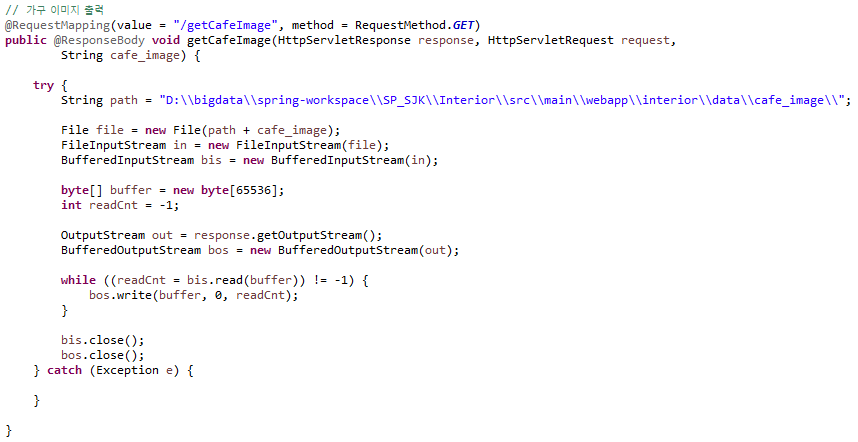 // 가구 이미지 출력
@RequestMapping(value = "/getCafeImage", method = RequestMethod.GET)
public @ResponseBody void getCafeImage(HttpServletResponse response, HttpServletRequest request,
        String cafe_image) {

    try {
        String path = "D:\\bigdata\\spring-workspace\\SP_SJK\\Interior\\src\\main\\webapp\\interior\\data\\cafe_image\\";

        File file = new File(path + cafe_image);
        FileInputStream in = new FileInputStream(file);
        BufferedInputStream bis = new BufferedInputStream(in);

        byte[] buffer = new byte[65536];
        int readCnt = -1;

        OutputStream out = response.getOutputStream();
        BufferedOutputStream bos = new BufferedOutputStream(out);

        while ((readCnt = bis.read(buffer)) != -1) {
            bos.write(buffer, 0, readCnt);
        }

        bis.close();
        bos.close();
    } catch (Exception e) {

    }

}